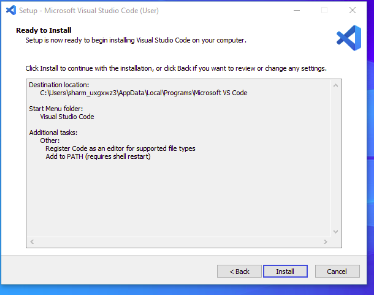 Setup - Microsoft Visual Studio Code (User)
Ready to Install
Setup is now ready to begin installing Visual Studio Code on your computer.
Click Install to continue with the installation, or click Back if you want to review or change any settings.
Destination location:
C:\Users\sharm_uxgxwz3\AppData\Local\Programs\Microsoft VS Code
Start Menu folder:
Visual Studio Code
Additional tasks:
Other:
Register Code as an editor for supported file types
Add to PATH (requires shell restart)
< Back
Install
Cancel